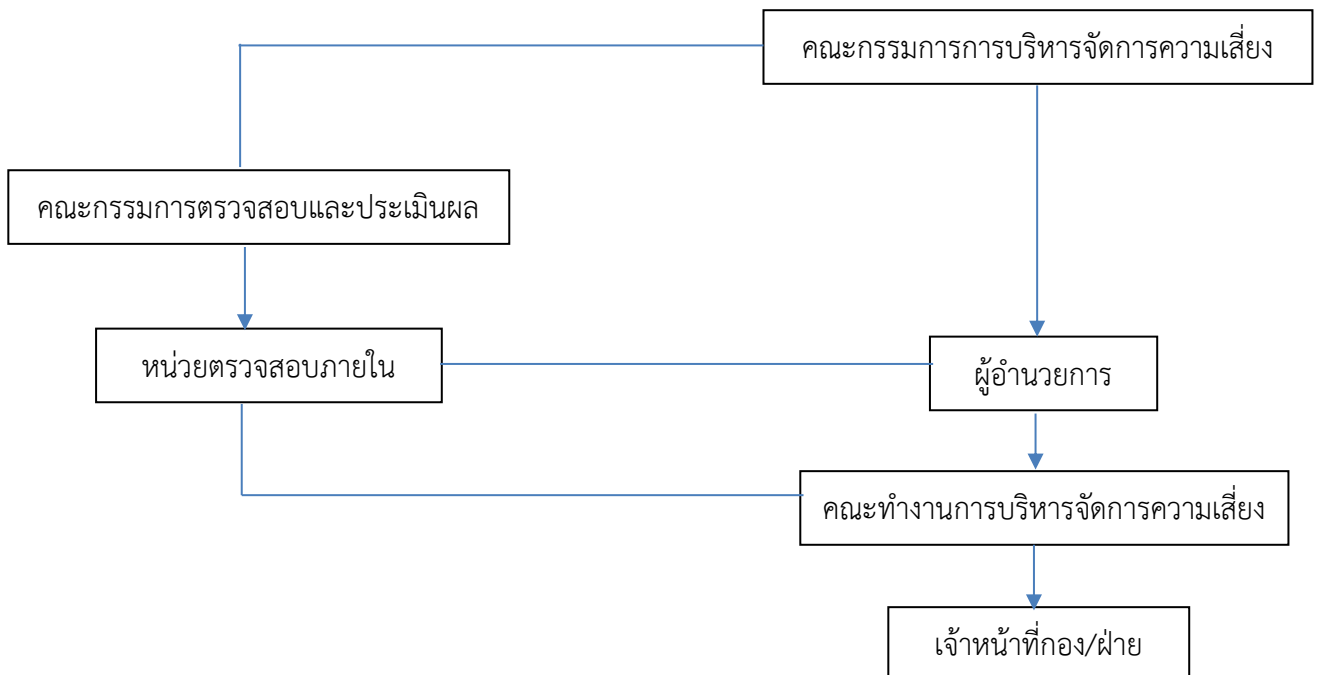 คณะกรรมการการบริหารจัดการความเสี่ยง
คณะกรรมการตรวจสอบและประเมินผล
หน่วยตรวจสอบภายใน
ผู้อำนวยการ
คณะทำงานการบริหารจัดการความเสี่ยง
เจ้าหน้าที่กอง/ฝ่าย